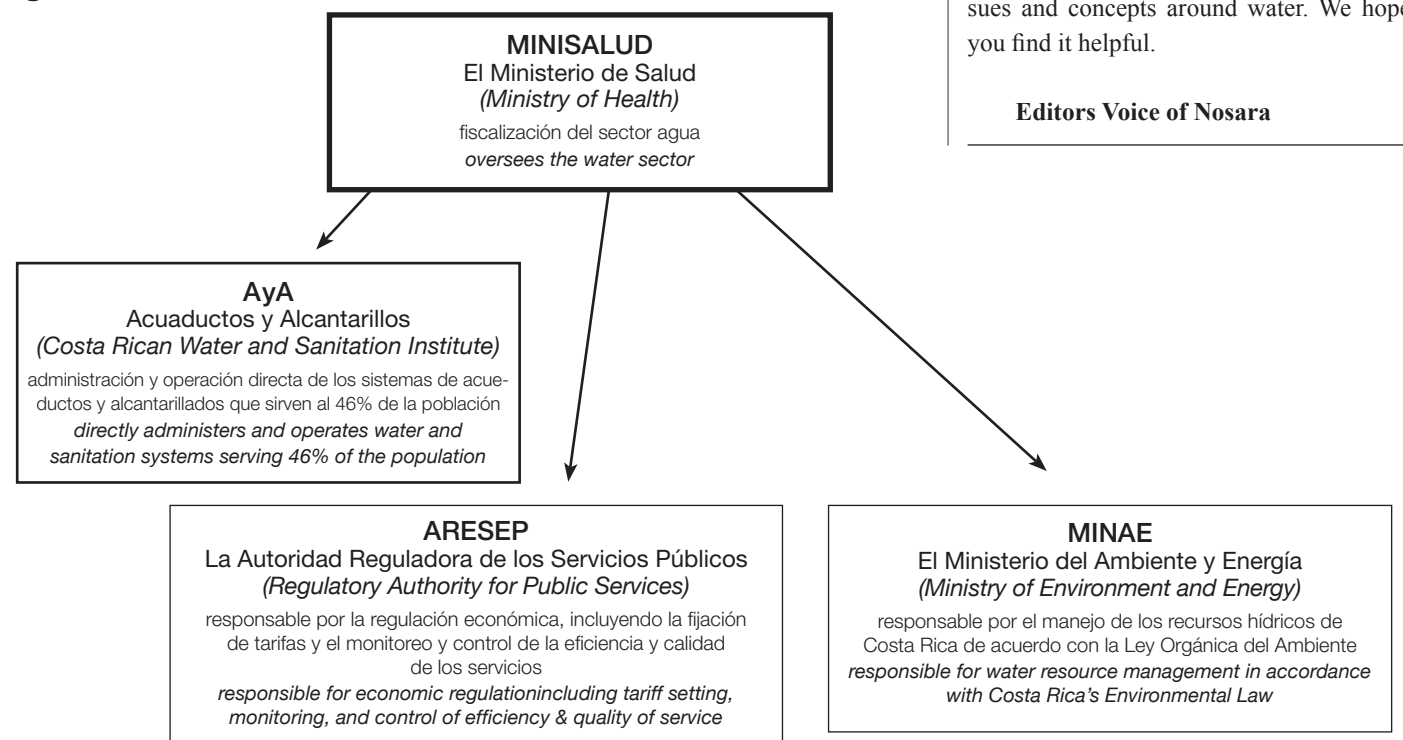 sues and concepts around water. We hope
you find it helpful.
Editors Voice of Nosara
MINISALUD
El Ministerio de Salud
(Ministry of Health)
fiscalización del sector agua
oversees the water sector
AyA
Acuaductos y Alcantarillos
(Costa Rican Water and Sanitation Institute)
administración y operación directa de los sistemas de acue-
ductos y alcantarillados que sirven al 46% de la población
directly administers and operates water and
sanitation systems serving 46% of the population
ARESEP
La Autoridad Reguladora de los Servicios Públicos
(Regulatory Authority for Public Services)
responsable por la regulación económica, incluyendo la fijación
de tarifas y el monitoreo y control de la eficiencia y calidad
de los servicios
responsible for economic regulationincluding tariff setting,
monitoring, and control of efficiency & quality of service
MINAE
El Ministerio del Ambiente y Energía
(Ministry of Environment and Energy)
responsable por el manejo de los recursos hídricos de
Costa Rica de acuerdo con la Ley Orgánica del Ambiente
responsible for water resource management in accordance
with Costa Rica's Environmental Law